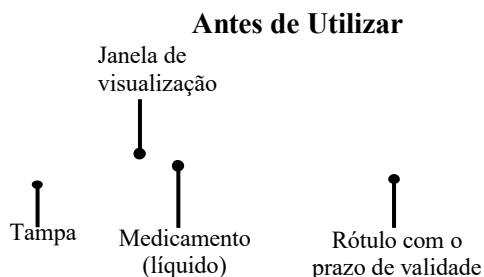 Antes de Utilizar
Janela de
visualização
Tampa
Medicamento
(líquido)
Rótulo com o
prazo de validade